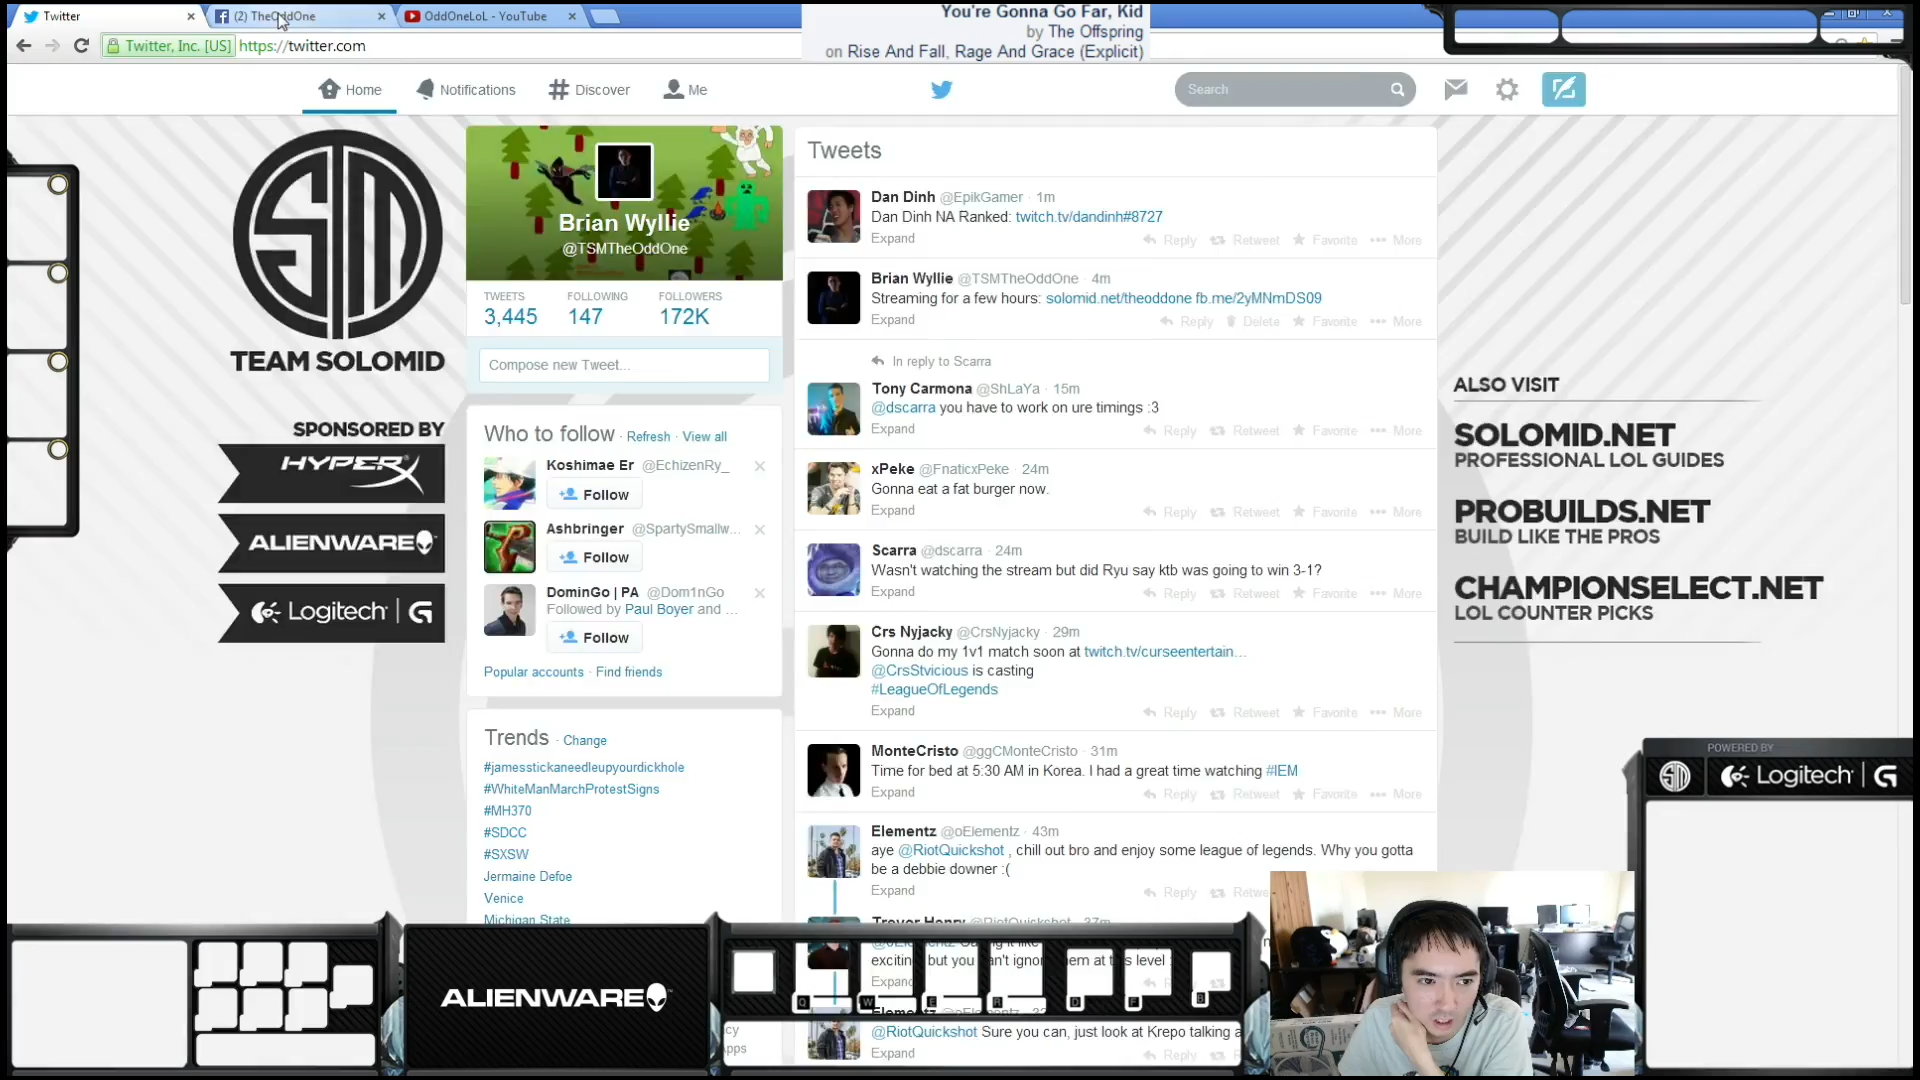 Twitter
(2) TheOddOne
OddOneLoL - YouTube
You're Gonna Go Far, Kid
by The Offspring
on Rise And Fall, Rage And Grace (Explicit)
Twitter, Inc. [US] https://twitter.com
Home
Notifications
Discover
Me
Search
TEAM SOLOMID
SPONSORED BY
HYPERX
ALIENWARE
Logitech | G
Brian Wyllie
@TSMTheOddOne
TWEETS FOLLOWING FOLLOWERS
3,445 147 172K
Compose new Tweet...
Who to follow · Refresh · View all
Koshimae Er @EchizenRy_
Follow
Ashbringer @SpartySmallw...
Follow
DominGo | PA @Dom1nGo
Followed by Paul Boyer and ...
Follow
Popular accounts · Find friends
Trends · Change
#jamesstickaneedleupyourdickhole
#WhiteManMarchProtestSigns
#MH370
#SDCC
#SXSW
Jermaine Defoe
Venice
Michigan State
Tweets
Dan Dinh @EpikGamer · 1m
Dan Dinh NA Ranked: twitch.tv/dandinh#8727
Expand Reply Retweet Favorite More
Brian Wyllie @TSMTheOddOne · 4m
Streaming for a few hours: solomid.net/theoddone fb.me/2yMNmDS09
Expand Reply Delete Favorite More
In reply to Scarra
Tony Carmona @ShLaYa · 15m
@dscarra you have to work on ure timings :3
Expand Reply Retweet Favorite More
xPeke @FnaticxPeke · 24m
Gonna eat a fat burger now.
Expand Reply Retweet Favorite More
Scarra @dscarra · 24m
Wasn't watching the stream but did Ryu say ktb was going to win 3-1?
Expand Reply Retweet Favorite More
Crs Nyjacky @CrsNyjacky · 29m
Gonna do my 1v1 match soon at twitch.tv/curseentertain...
@CrsStvicious is casting
#LeagueOfLegends
Expand Reply Retweet Favorite More
MonteCristo @ggCMonteCristo · 31m
Time for bed at 5:30 AM in Korea. I had a great time watching #IEM
Expand Reply Retweet Favorite More
Elementz @oElementz · 43m
aye @RiotQuickshot , chill out bro and enjoy some league of legends. Why you gotta
be a debbie downer :(
Expand Reply
Trevor Henry @RiotQuickshot · 37m
Elementz
@RiotQuickshot Sure you can, just look at Krepo talking a
Expand Reply
ALSO VISIT
SOLOMID.NET
PROFESSIONAL LOL GUIDES
PROBUILDS.NET
BUILD LIKE THE PROS
CHAMPIONSELECT.NET
LOL COUNTER PICKS
POWERED BY
Logitech | G
ALIENWARE
Q W E R D F B